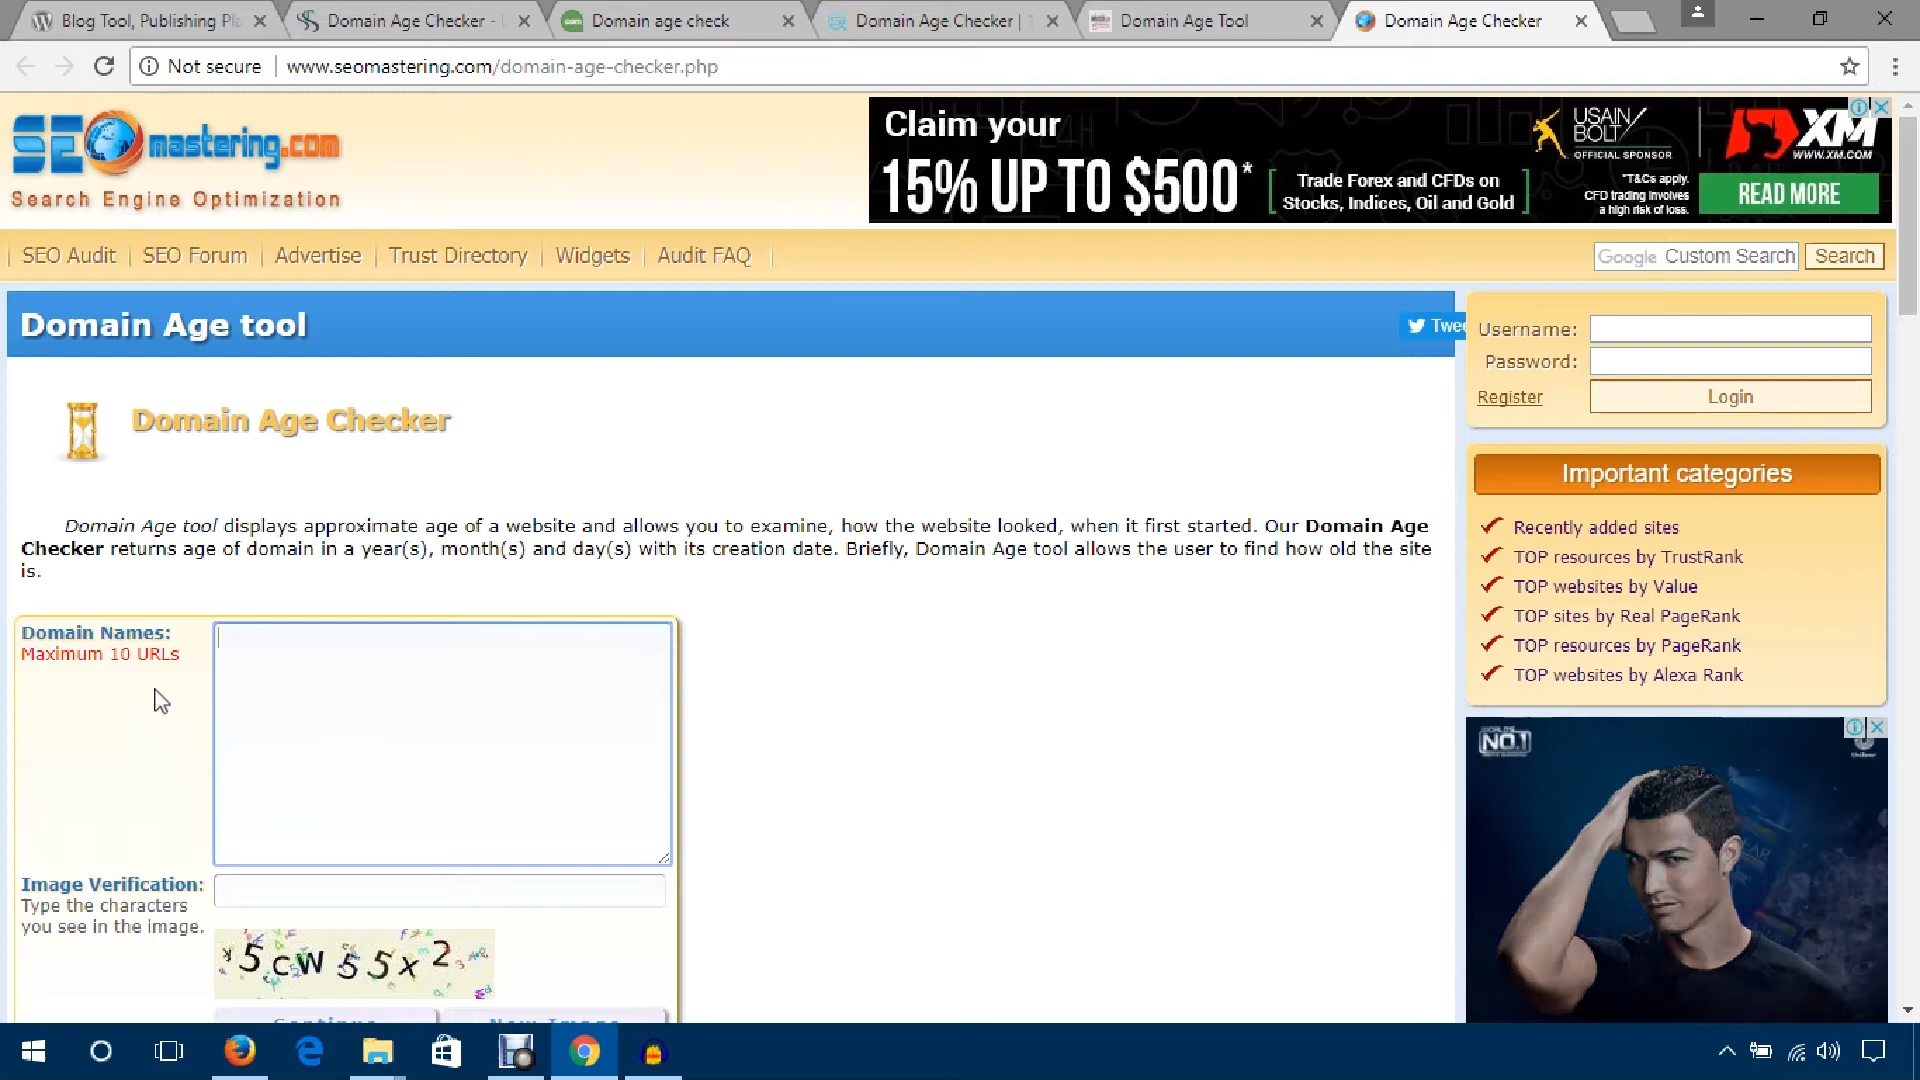 Blog Tool, Publishing Pl
Domain Age Checker -
Domain age check
Domain Age Checker |
Domain Age Tool
Domain Age Checker
Not secure
www.seomastering.com/domain-age-checker.php
SEO mastering.com
Search Engine Optimization
Claim your
15% UP TO $500*
Trade Forex and CFDs on
Stocks, Indices, Oil and Gold
USAIN
BOLT
OFFICIAL SPONSOR
XM
WWW.XM.COM
*T&Cs apply.
CFD trading involves
a high risk of loss.
READ MORE
SEO Audit
SEO Forum
Advertise
Trust Directory
Widgets
Audit FAQ
Google Custom Search
Search
Domain Age tool
Twee
Username:
Password:
Register
Login
Domain Age Checker
Important categories
Domain Age tool displays approximate age of a website and allows you to examine, how the website looked, when it first started. Our Domain Age
Checker returns age of domain in a year(s), month(s) and day(s) with its creation date. Briefly, Domain Age tool allows the user to find how old the site
is.
Recently added sites
TOP resources by TrustRank
TOP websites by Value
TOP sites by Real PageRank
TOP resources by PageRank
TOP websites by Alexa Rank
Domain Names:
Maximum 10 URLs
NO.1
Image Verification:
Type the characters
you see in the image.
5cw55x2
Continue
New Image